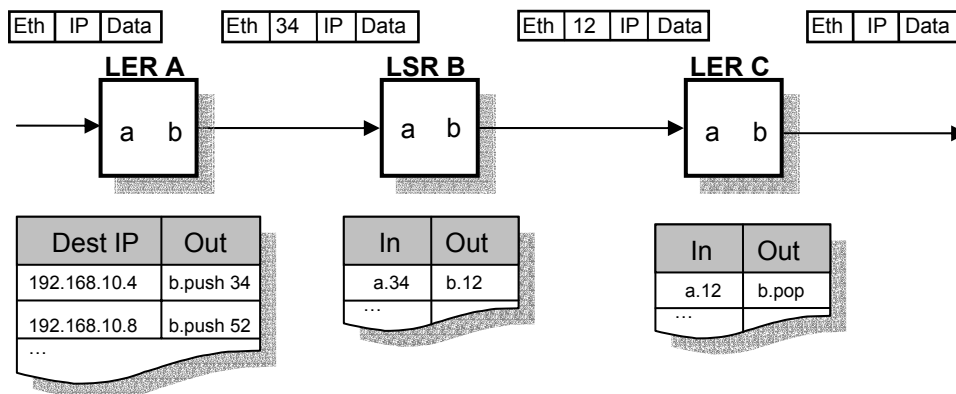 Eth IP Data
Eth 34 IP Data
Eth 12 IP Data
Eth IP Data
LER A
LSR B
LER C
a b
a b
a b
Dest IP Out
192.168.10.4 b.push 34
192.168.10.8 b.push 52
…
In Out
a.34 b.12
…
In Out
a.12 b.pop
…